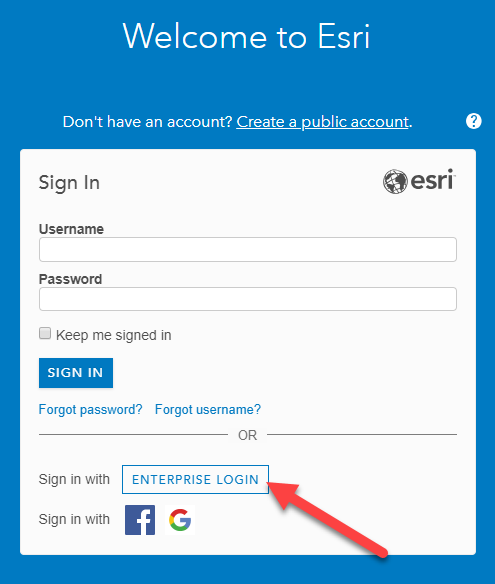 Welcome to Esri
Don't have an account? Create a public account.
?
Sign In
esri
Username
Password
Keep me signed in
SIGN IN
Forgot password? Forgot username?
OR
Sign in with ENTERPRISE LOGIN
Sign in with f G